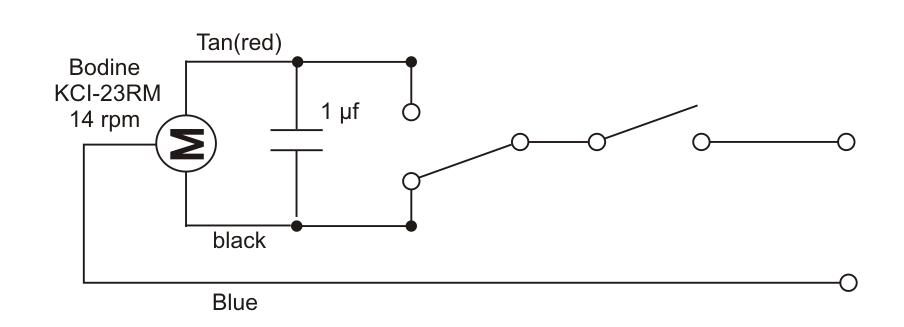 Tan(red)
Bodine
KCI-23RM
14 rpm
1 µf
M
black
Blue